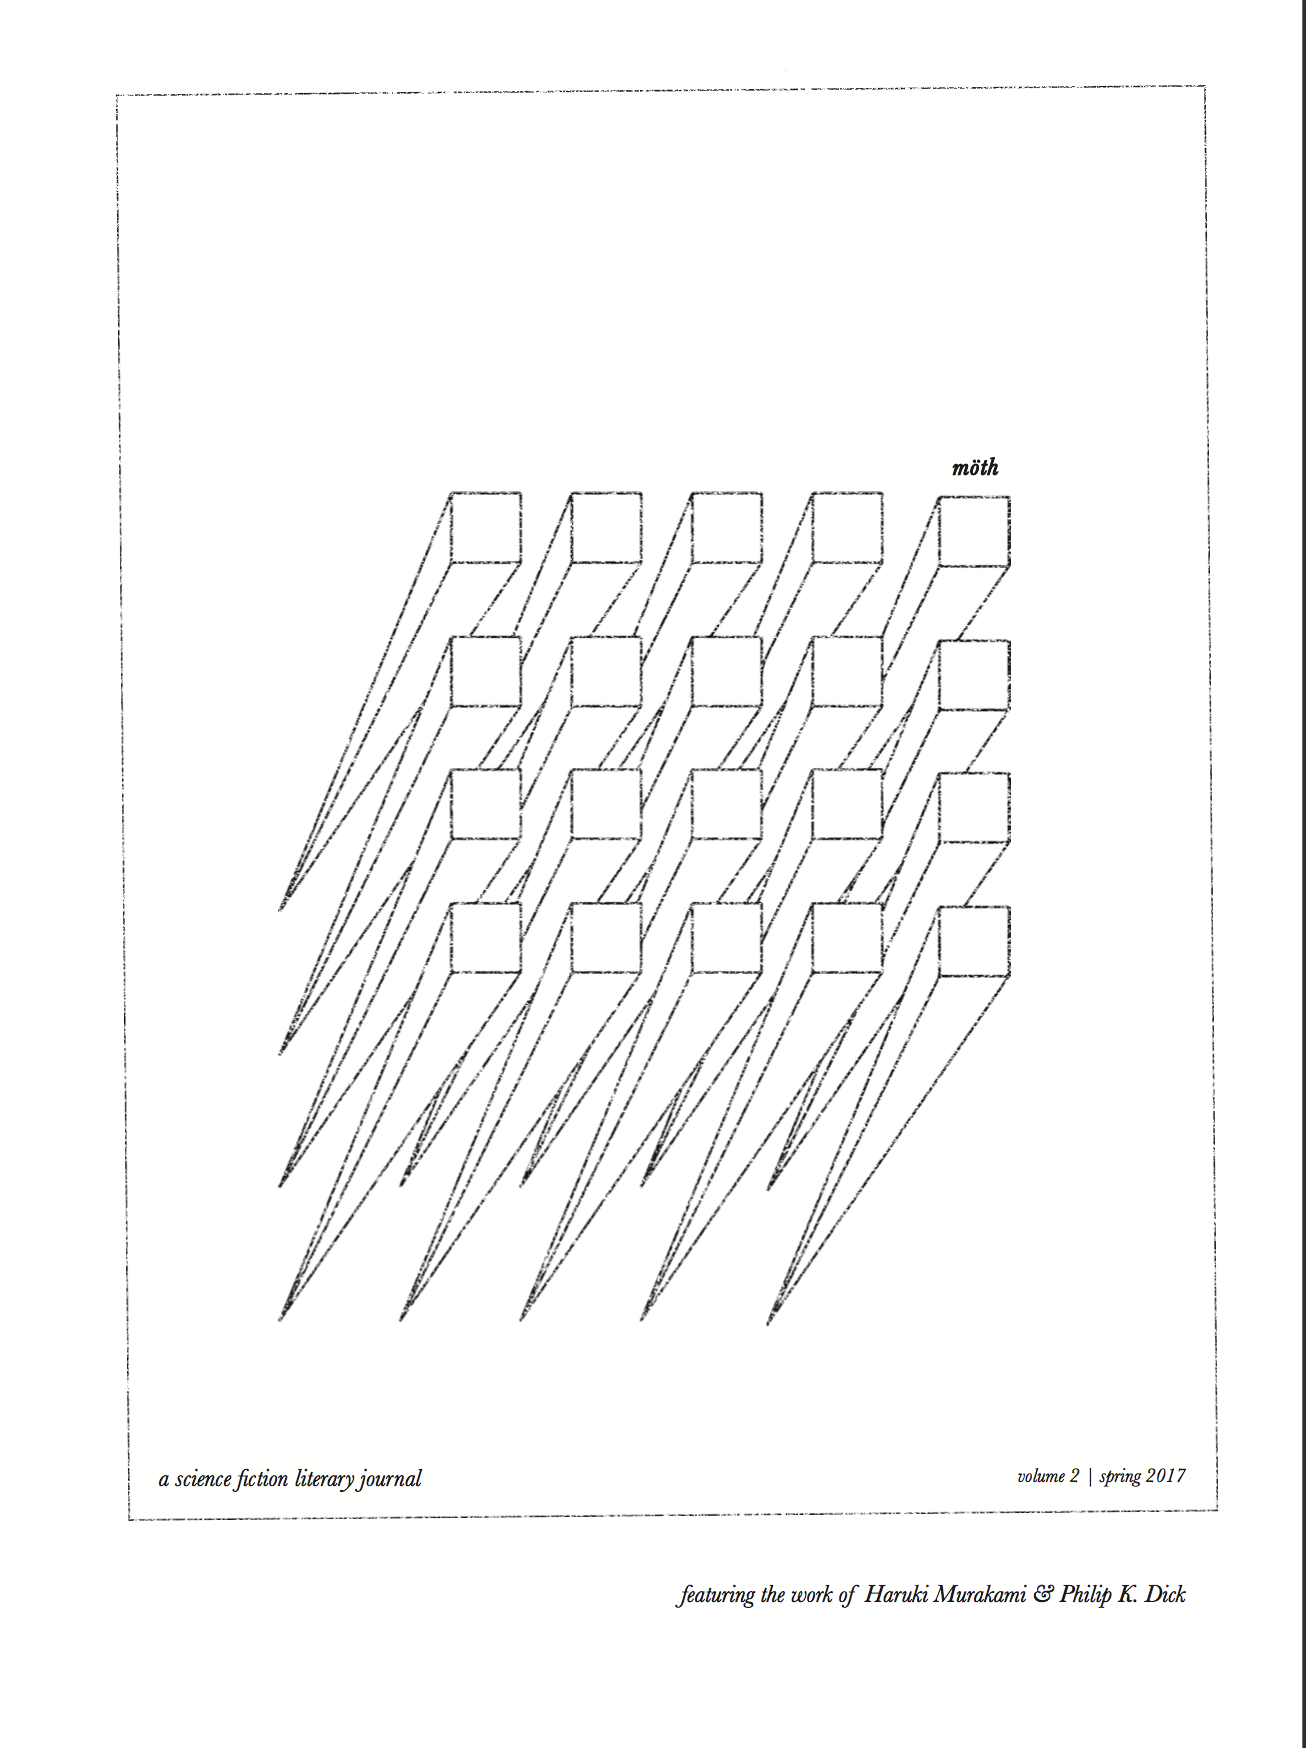 möth
a science fiction literary journal
volume 2 | spring 2017
featuring the work of Haruki Murakami & Philip K. Dick